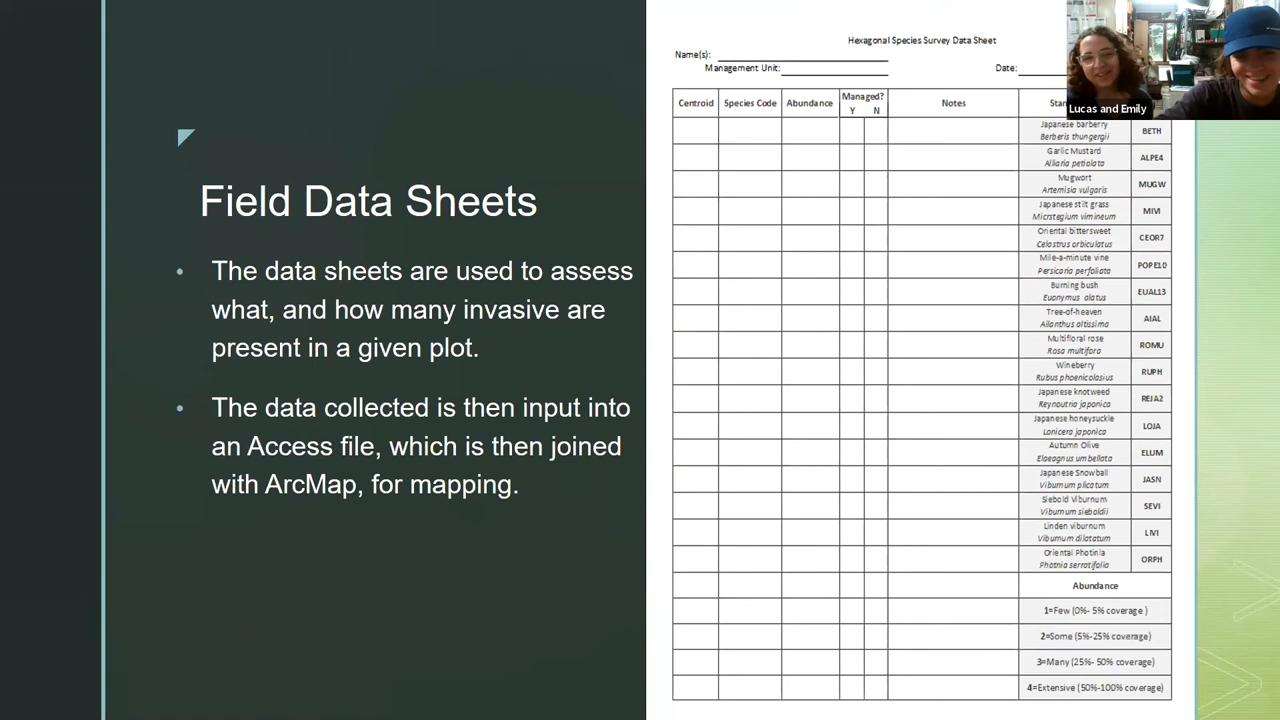 Field Data Sheets
• The data sheets are used to assess
what, and how many invasive are
present in a given plot.
• The data collected is then input into
an Access file, which is then joined
with ArcMap, for mapping.
Hexagonal Species Survey Data Sheet
Name(s):
Management Unit: Date:
Lucas and Emily
Centroid Species Code Abundance Managed? Y N Notes
Japanese barberry
Berberis thungergii BETH
Garlic Mustard
Alliaria petiolata ALPE4
Mugwort
Artemisia vulgaris MUGW
Japanese stilt grass
Micrstegium vimineum MIVI
Oriental bittersweet
Celastrus orbiculatus CEOR7
Mile-a-minute vine
Persicaria perfoliata POPE10
Burning bush
Euonymus alatus EUAL13
Tree-of-heaven
Ailanthus altissima AIAL
Multifloral rose
Rosa multifora ROMU
Wineberry
Rubus phoenicolasius RUPH
Japanese knotweed
Reynoutria japonica REJA2
Japanese honeysuckle
Lonicera japonica LOJA
Autumn Olive
Elaeagnus umbellata ELUM
Japanese Snowball
Viburnum plicatum JASN
Siebold Viburnum
Viburnum sieboldii SEVI
Linden viburnum
Viburnum dilatatum LIVI
Oriental Photinia
Photnia serratifolia ORPH
Abundance
1=Few (0%- 5% coverage )
2=Some (5%-25% coverage)
3=Many (25%- 50% coverage)
4=Extensive (50%-100% coverage)